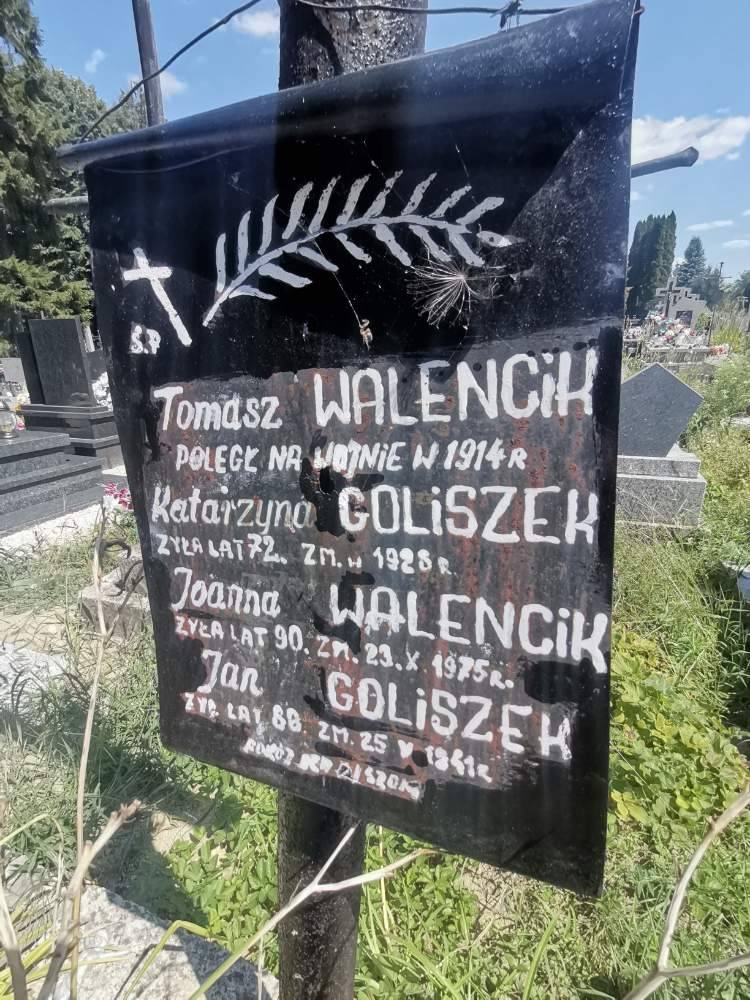 Ś.P
Tomasz WALENCiK
POLEGŁ NA WOJNIE W 1914 R
Katarzyna GOLiSZEK
ŻYŁA LAT 72. ZM. W 1928 R.
Joanna WALENCiK
ŻYŁA LAT 90. ZM. 23. X 1975 R.
Jan GOLiSZEK
ŻYŁ LAT 88. ZM. 25 V 1941 R